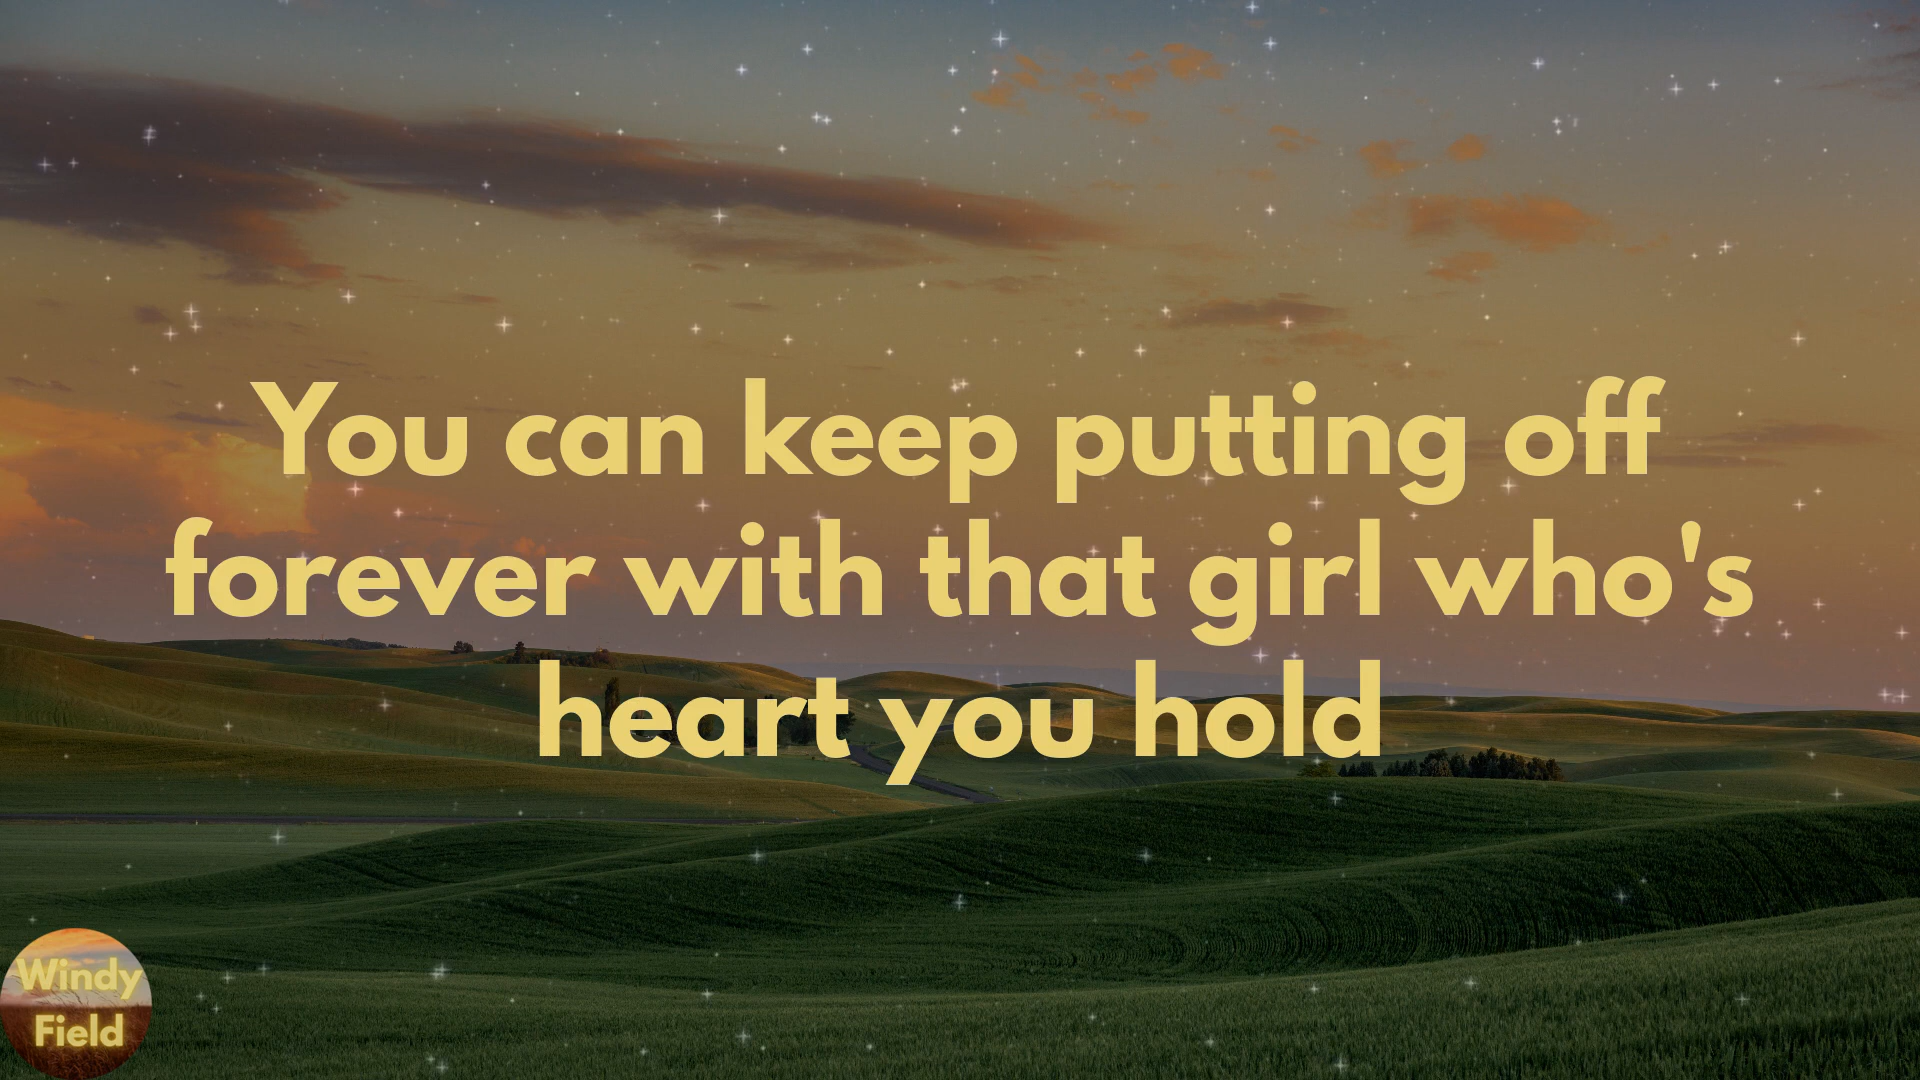 You can keep putting off
forever with that girl who's
heart you hold
Windy
Field